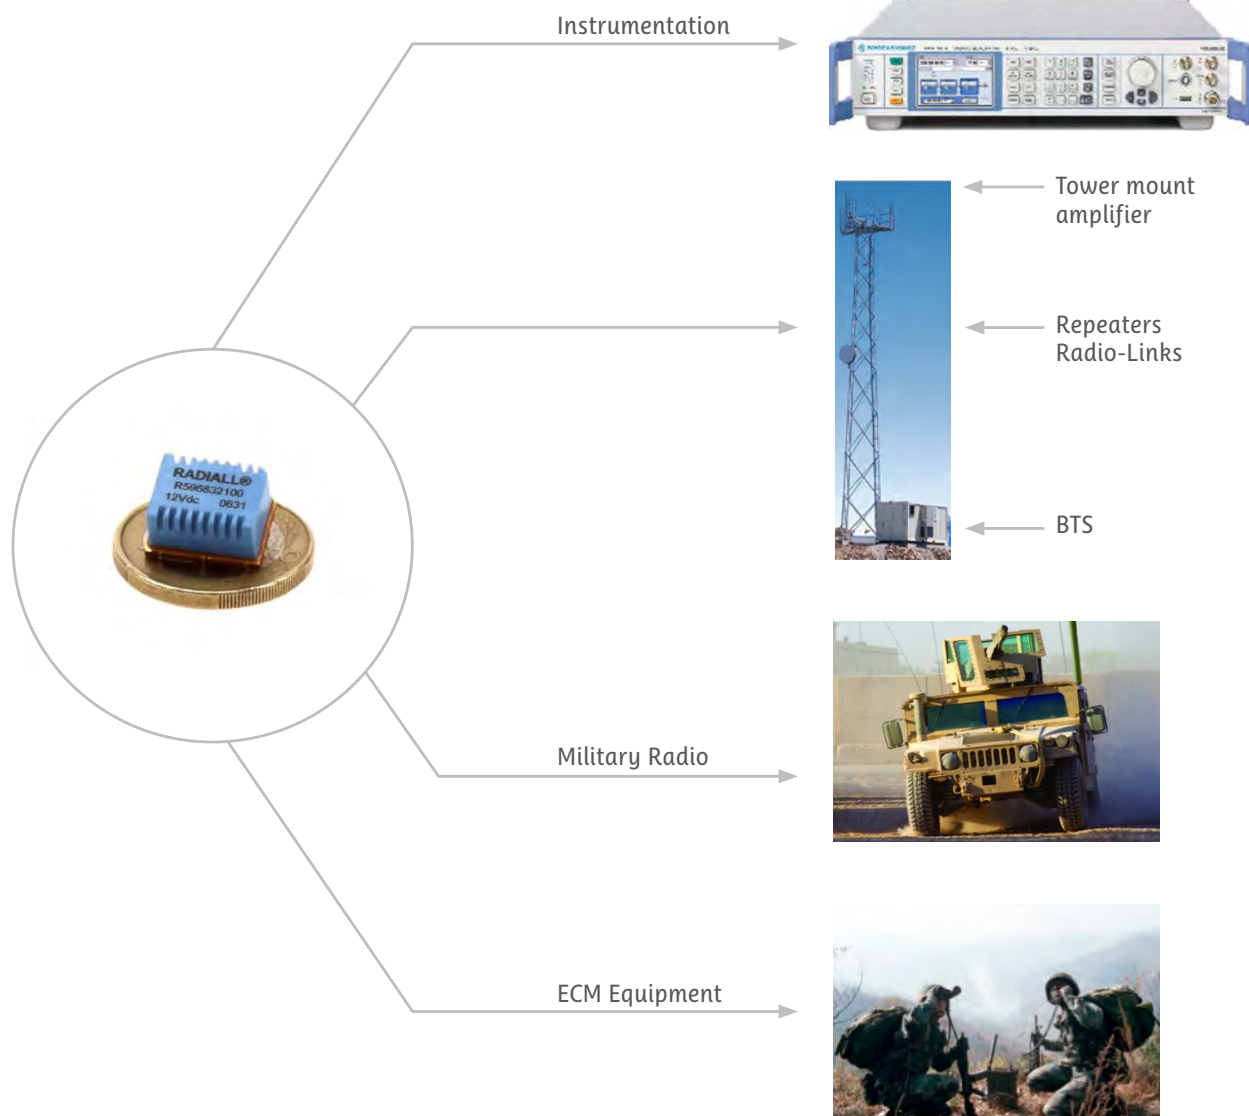 Instrumentation
Tower mount
amplifier
Repeaters
Radio-Links
RADIALL®
R596832100
12Vdc 0631
BTS
Military Radio
ECM Equipment